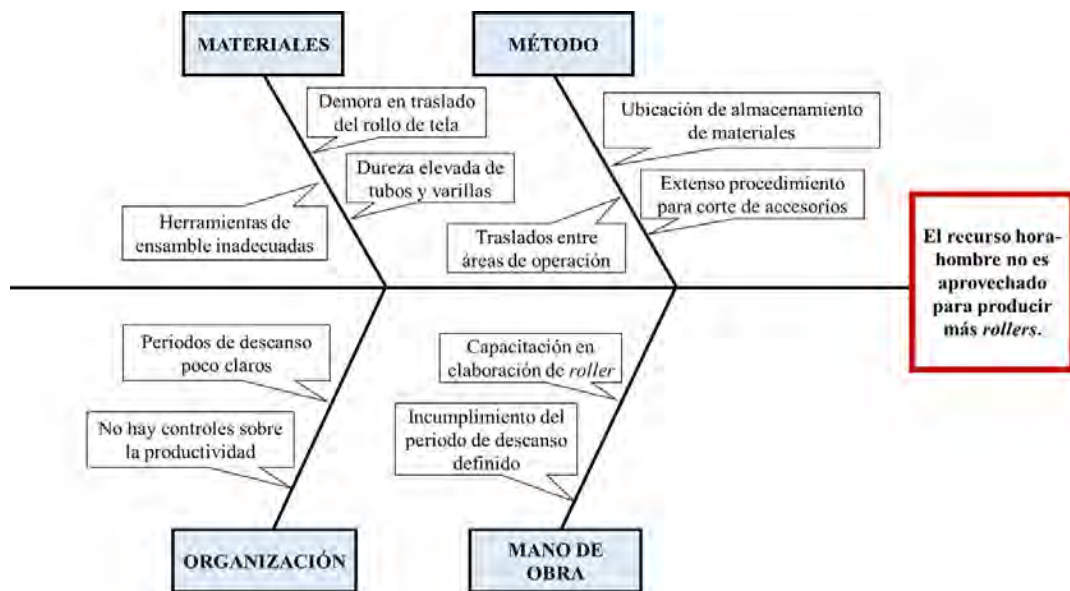 MATERIALES
MÉTODO
Demora en traslado
del rollo de tela
Dureza elevada de
tubos y varillas
Herramientas de
ensamble inadecuadas
Ubicación de almacenamiento
de materiales
Extenso procedimiento
para corte de accesorios
Traslados entre
áreas de operación
El recurso hora-
hombre no es
aprovechado
para producir
más rollers.
Periodos de descanso
poco claros
No hay controles sobre
la productividad
Capacitación en
elaboración de roller
Incumplimiento del
periodo de descanso
definido
ORGANIZACIÓN
MANO DE
OBRA